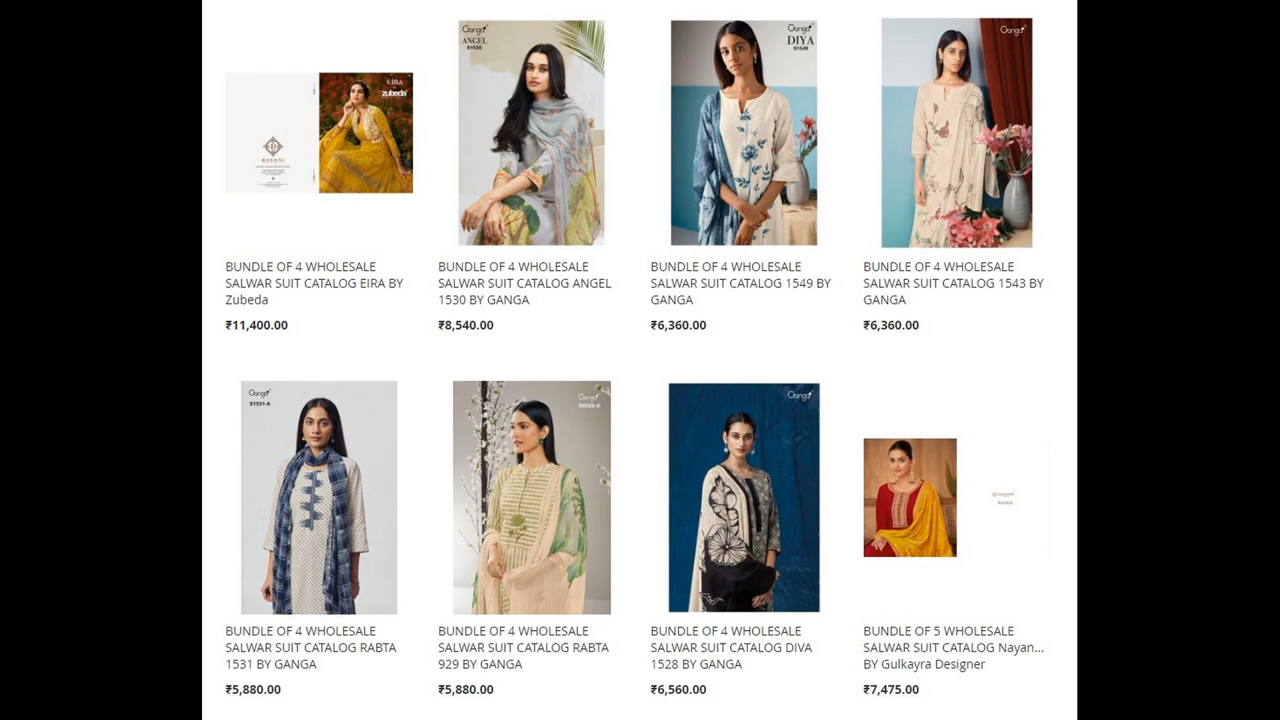 EIRA
zubeda
Ganga
ANGEL
S1530
Ganga
DIYA
S1549
Ganga
BUNDLE OF 4 WHOLESALE
SALWAR SUIT CATALOG EIRA BY
Zubeda
₹11,400.00
BUNDLE OF 4 WHOLESALE
SALWAR SUIT CATALOG ANGEL
1530 BY GANGA
₹8,540.00
BUNDLE OF 4 WHOLESALE
SALWAR SUIT CATALOG 1549 BY
GANGA
₹6,360.00
BUNDLE OF 4 WHOLESALE
SALWAR SUIT CATALOG 1543 BY
GANGA
₹6,360.00
Ganga
S1531-A
Ganga
Ganga
NAYAN
BUNDLE OF 4 WHOLESALE
SALWAR SUIT CATALOG RABTA
1531 BY GANGA
₹5,880.00
BUNDLE OF 4 WHOLESALE
SALWAR SUIT CATALOG RABTA
929 BY GANGA
₹5,880.00
BUNDLE OF 4 WHOLESALE
SALWAR SUIT CATALOG DIVA
1528 BY GANGA
₹6,560.00
BUNDLE OF 5 WHOLESALE
SALWAR SUIT CATALOG Nayan...
BY Gulkayra Designer
₹7,475.00